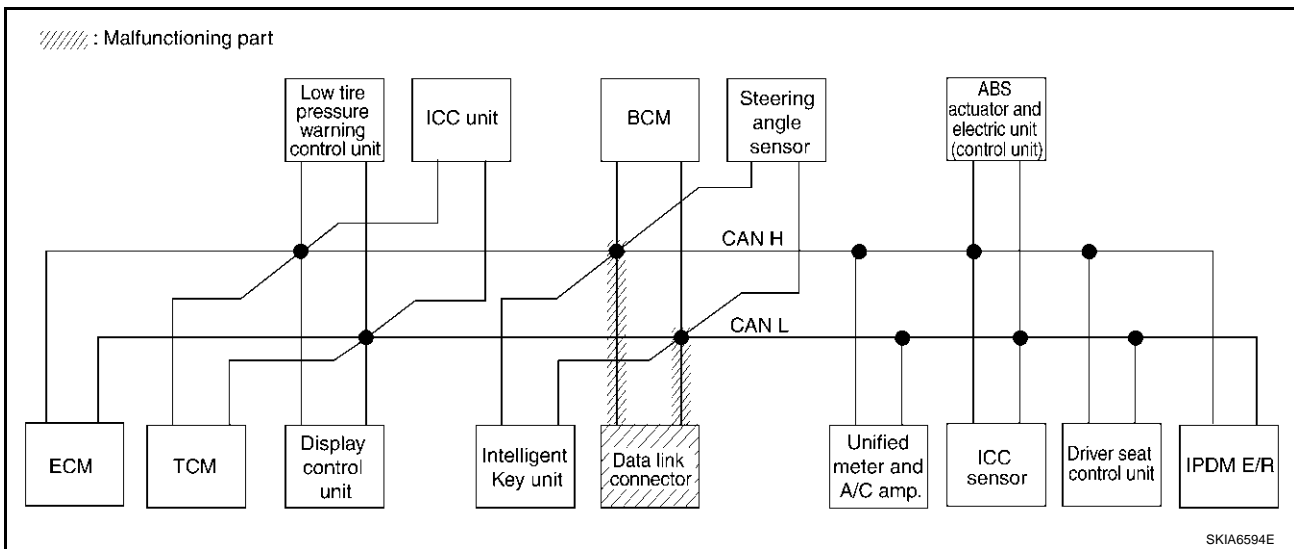 : Malfunctioning part
Low tire
pressure
warning
control unit
ICC unit
BCM
Steering
angle
sensor
ABS
actuator and
electric unit
(control unit)
CAN H
CAN L
ECM
TCM
Display
control
unit
Intelligent
Key unit
Data link
connector
Unified
meter and
A/C amp.
ICC
sensor
Driver seat
control unit
IPDM E/R
SKIA6594E